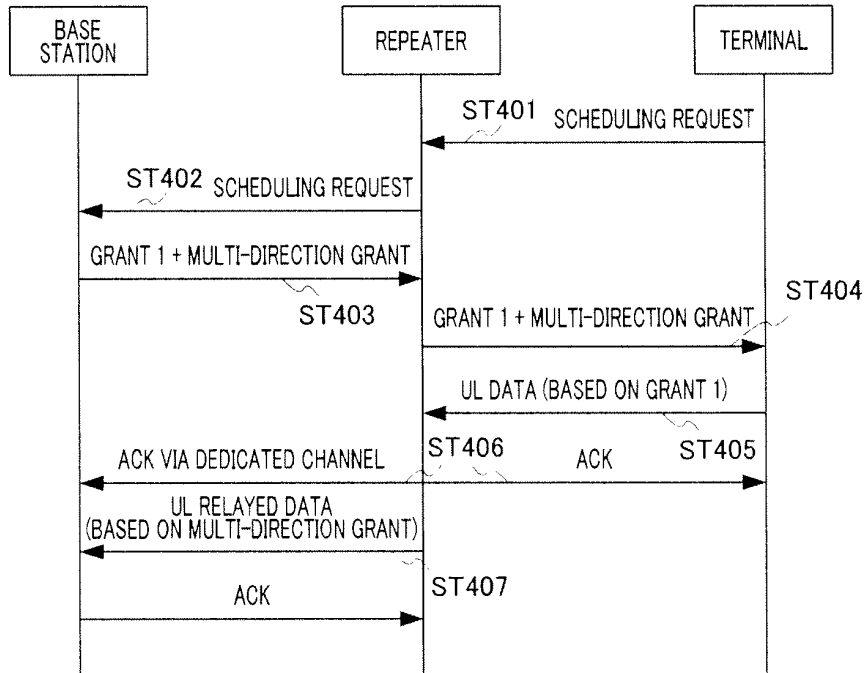 BASE
STATION
REPEATER
TERMINAL
ST401
SCHEDULING REQUEST
ST402
SCHEDULING REQUEST
GRANT 1 + MULTI-DIRECTION GRANT
ST403
ST404
GRANT 1 + MULTI-DIRECTION GRANT
UL DATA (BASED ON GRANT 1)
ST405
ACK VIA DEDICATED CHANNEL
ST406
ACK
UL RELAYED DATA
(BASED ON MULTI-DIRECTION GRANT)
ST407
ACK